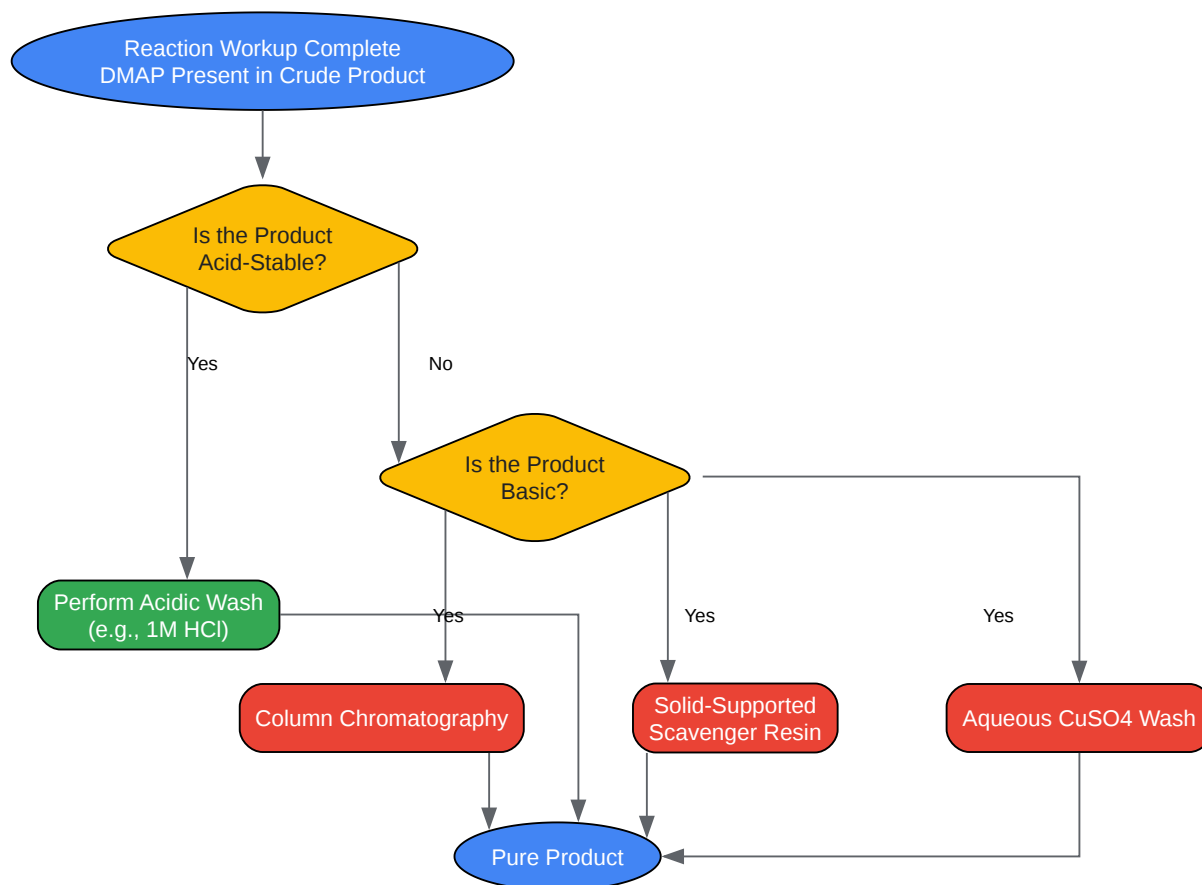 Reaction Workup Complete
DMAP Present in Crude Product
Is the Product
Acid-Stable?
Yes
No
Is the Product
Basic?
Perform Acidic Wash
(e.g., 1M HCl)
Yes
Yes
Yes
Column Chromatography
Solid-Supported
Scavenger Resin
Aqueous CuSO4 Wash
Pure Product